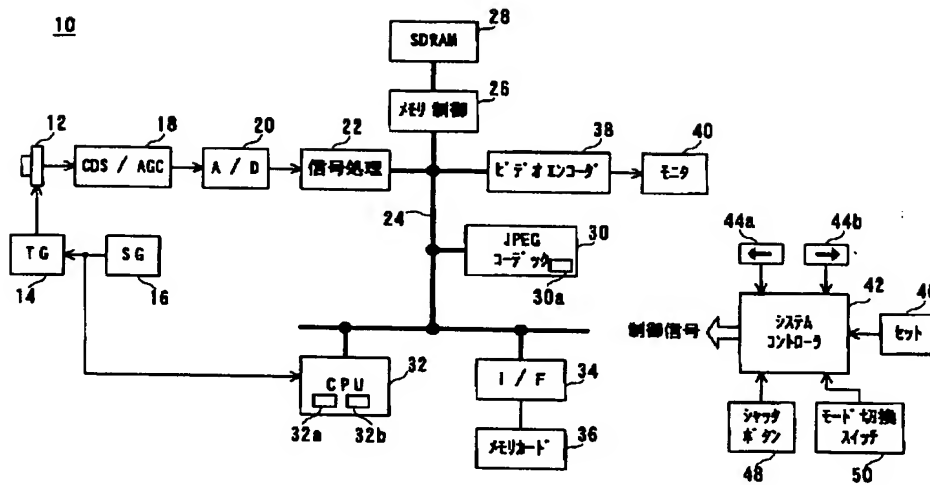 10
28
SDRAM
26
メモリ制御
12
18
20
22
38
40
CDS / AGC
A / D
信号処理
ビデオエンコーダ
モニタ
24
JPEG
コーデック
30
30a
44a
44b
TG
SG
14
16
42
システム
コントローラ
制御信号
セット
CPU
32
32a
32b
I / F
34
メモリカード
36
シャッタ
ボタン
48
モード切換
スイッチ
50